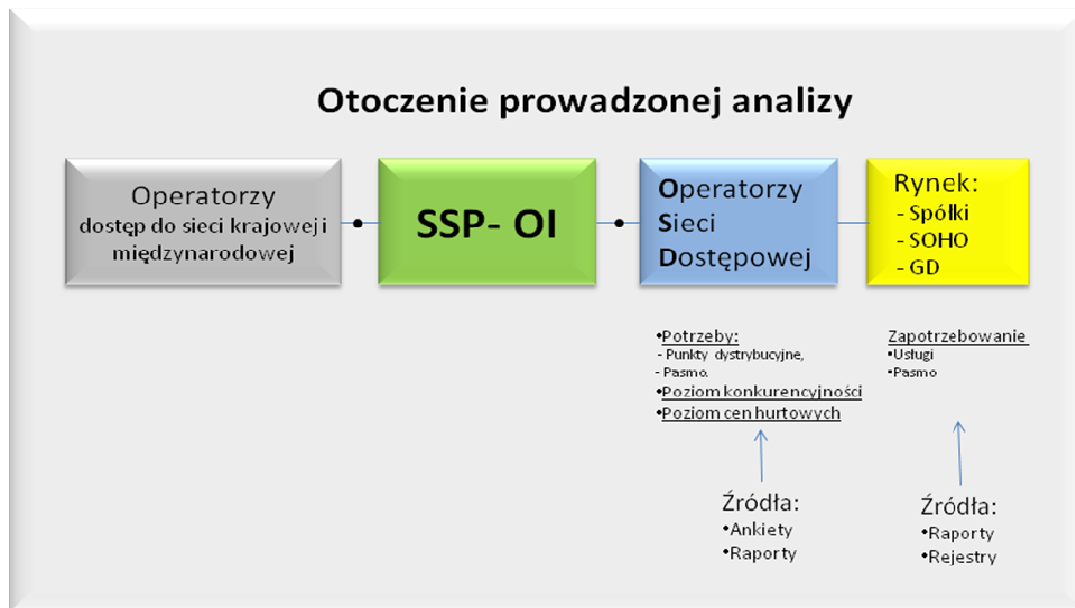 Otoczenie prowadzonej analizy
Operatorzy
dostęp do sieci krajowej i
międzynarodowej
SSP- OI
Operatorzy
Sieci
Dostępowej
Rynek:
- Spółki
- SOHO
- GD
•Potrzeby:
- Punkty dystrybucyjne,
- Pasmo.
•Poziom konkurencyjności
•Poziom cen hurtowych
Zapotrzebowanie
•Usługi
•Pasmo
Źródła:
•Ankiety
•Raporty
Źródła:
•Raporty
•Rejestry